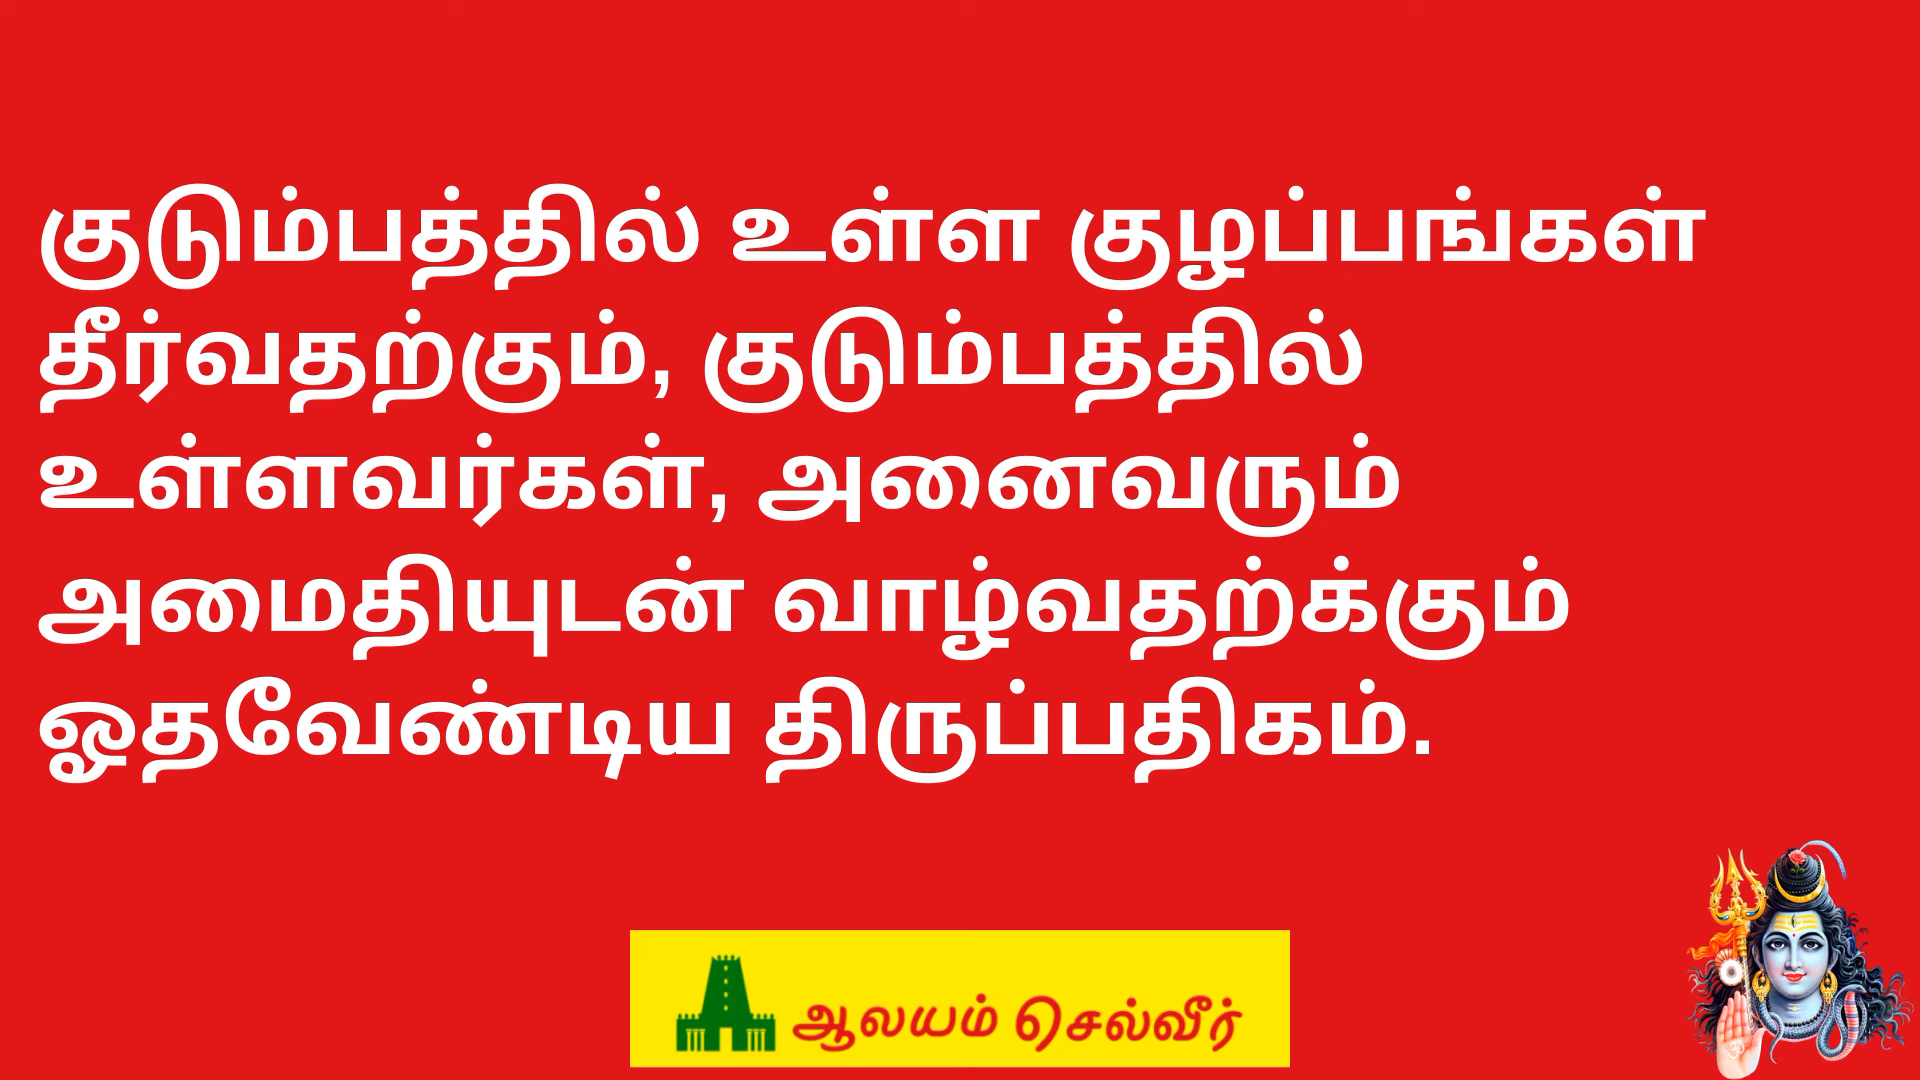 குடும்பத்தில் உள்ள குழப்பங்கள்
தீர்வதற்கும், குடும்பத்தில்
உள்ளவர்கள், அனைவரும்
அமைதியுடன் வாழ்வதற்க்கும்
ஓதவேண்டிய திருப்பதிகம்.
ஆலயம் செல்வீர்